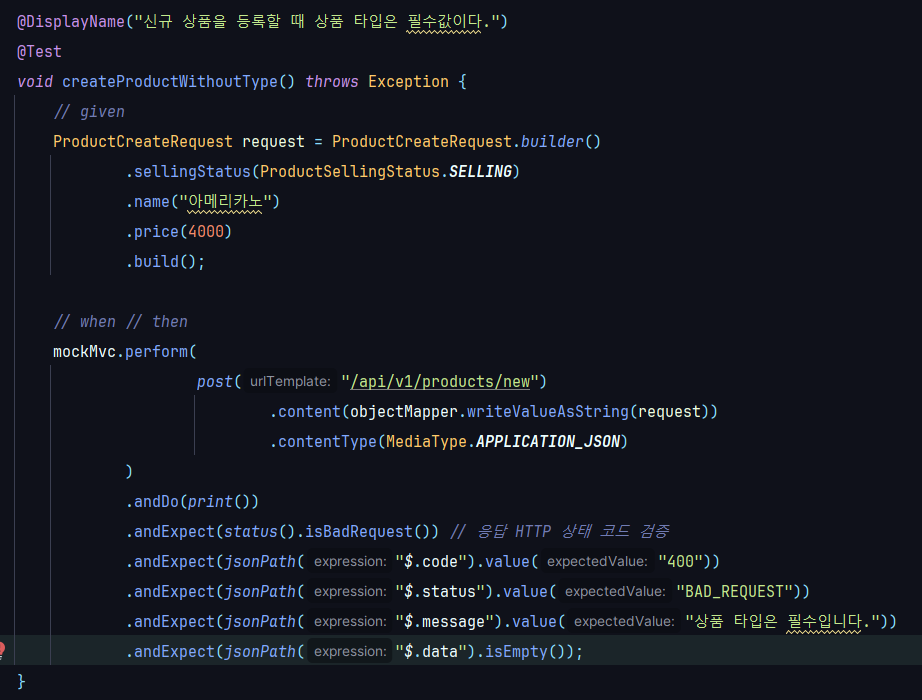 @DisplayName("신규 상품을 등록할 때 상품 타입은 필수값이다.")
@Test
void createProductWithoutType() throws Exception {
// given
ProductCreateRequest request = ProductCreateRequest.builder()
.sellingStatus(ProductSellingStatus.SELLING)
.name("아메리카노")
.price(4000)
.build();
// when // then
mockMvc.perform(
post( urlTemplate: "/api/v1/products/new")
.content(objectMapper.writeValueAsString(request))
.contentType(MediaType.APPLICATION_JSON)
)
.andDo(print())
.andExpect(status().isBadRequest()) // 응답 HTTP 상태 코드 검증
.andExpect(jsonPath( expression: "$.code").value( expectedValue: "400"))
.andExpect(jsonPath( expression: "$.status").value( expectedValue: "BAD_REQUEST"))
.andExpect(jsonPath( expression: "$.message").value( expectedValue: "상품 타입은 필수입니다."))
.andExpect(jsonPath( expression: "$.data").isEmpty());
}